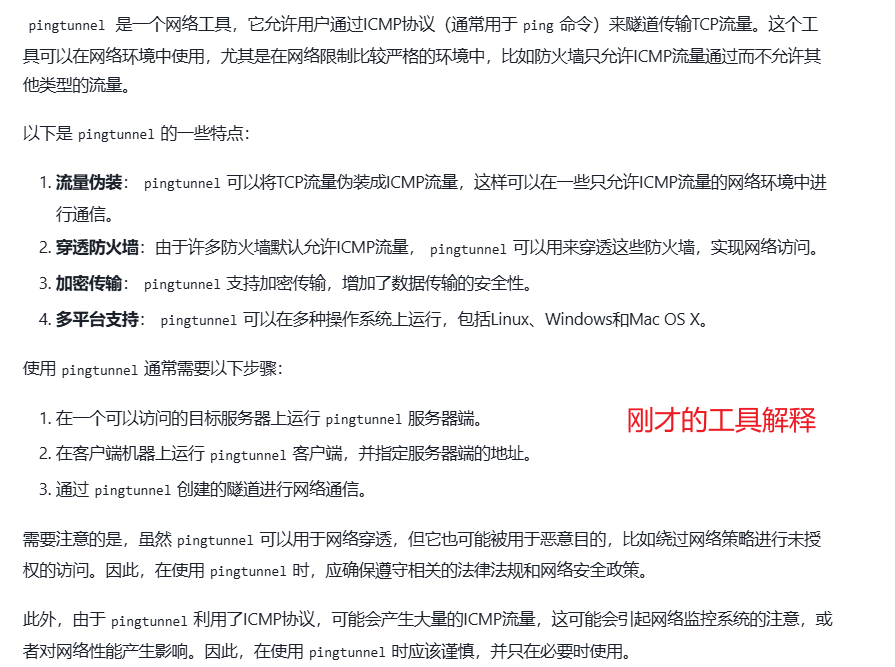 pingtunnel 是一个网络工具，它允许用户通过ICMP协议（通常用于 ping 命令）来隧道传输TCP流量。这个工
具可以在网络环境中使用，尤其是在网络限制比较严格的环境中，比如防火墙只允许ICMP流量通过而不允许其
他类型的流量。
以下是 pingtunnel 的一些特点：
1. 流量伪装： pingtunnel 可以将TCP流量伪装成ICMP流量，这样可以在一些只允许ICMP流量的网络环境中进
行通信。
2. 穿透防火墙：由于许多防火墙默认允许ICMP流量， pingtunnel 可以用来穿透这些防火墙，实现网络访问。
3. 加密传输： pingtunnel 支持加密传输，增加了数据传输的安全性。
4. 多平台支持： pingtunnel 可以在多种操作系统上运行，包括Linux、Windows和Mac OS X。
使用 pingtunnel 通常需要以下步骤：
1. 在一个可以访问的目标服务器上运行 pingtunnel 服务器端。
刚才的工具解释
2. 在客户端机器上运行 pingtunnel 客户端，并指定服务器端的地址。
3. 通过 pingtunnel 创建的隧道进行网络通信。
需要注意的是，虽然 pingtunnel 可以用于网络穿透，但它也可能被用于恶意目的，比如绕过网络策略进行未授
权的访问。因此，在使用 pingtunnel 时，应确保遵守相关的法律法规和网络安全政策。
此外，由于 pingtunnel 利用了ICMP协议，可能会产生大量的ICMP流量，这可能会引起网络监控系统的注意，或
者对网络性能产生影响。因此，在使用 pingtunnel 时应该谨慎，并只在必要时使用。